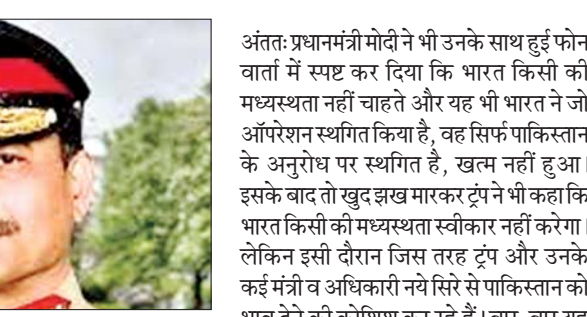 अंततः प्रधानमंत्री मोदी ने भी उनके साथ हुई फोन
वार्ता में स्पष्ट कर दिया कि भारत किसी की
मध्यस्थता नहीं चाहते और यह भी भारत ने जो
ऑपरेशन स्थगित किया है, वह सिर्फ पाकिस्तान
के अनुरोध पर स्थगित है, खत्म नहीं हुआ।
इसके बाद तो खुद झख मारकर ट्रंप ने भी कहा कि
भारत किसी की मध्यस्थता स्वीकार नहीं करेगा।
लेकिन इसी दौरान जिस तरह ट्रंप और उनके
कई मंत्री व अधिकारी नये सिरे से पाकिस्तान को
भाव देने की कोशिश कर रहे हैं।